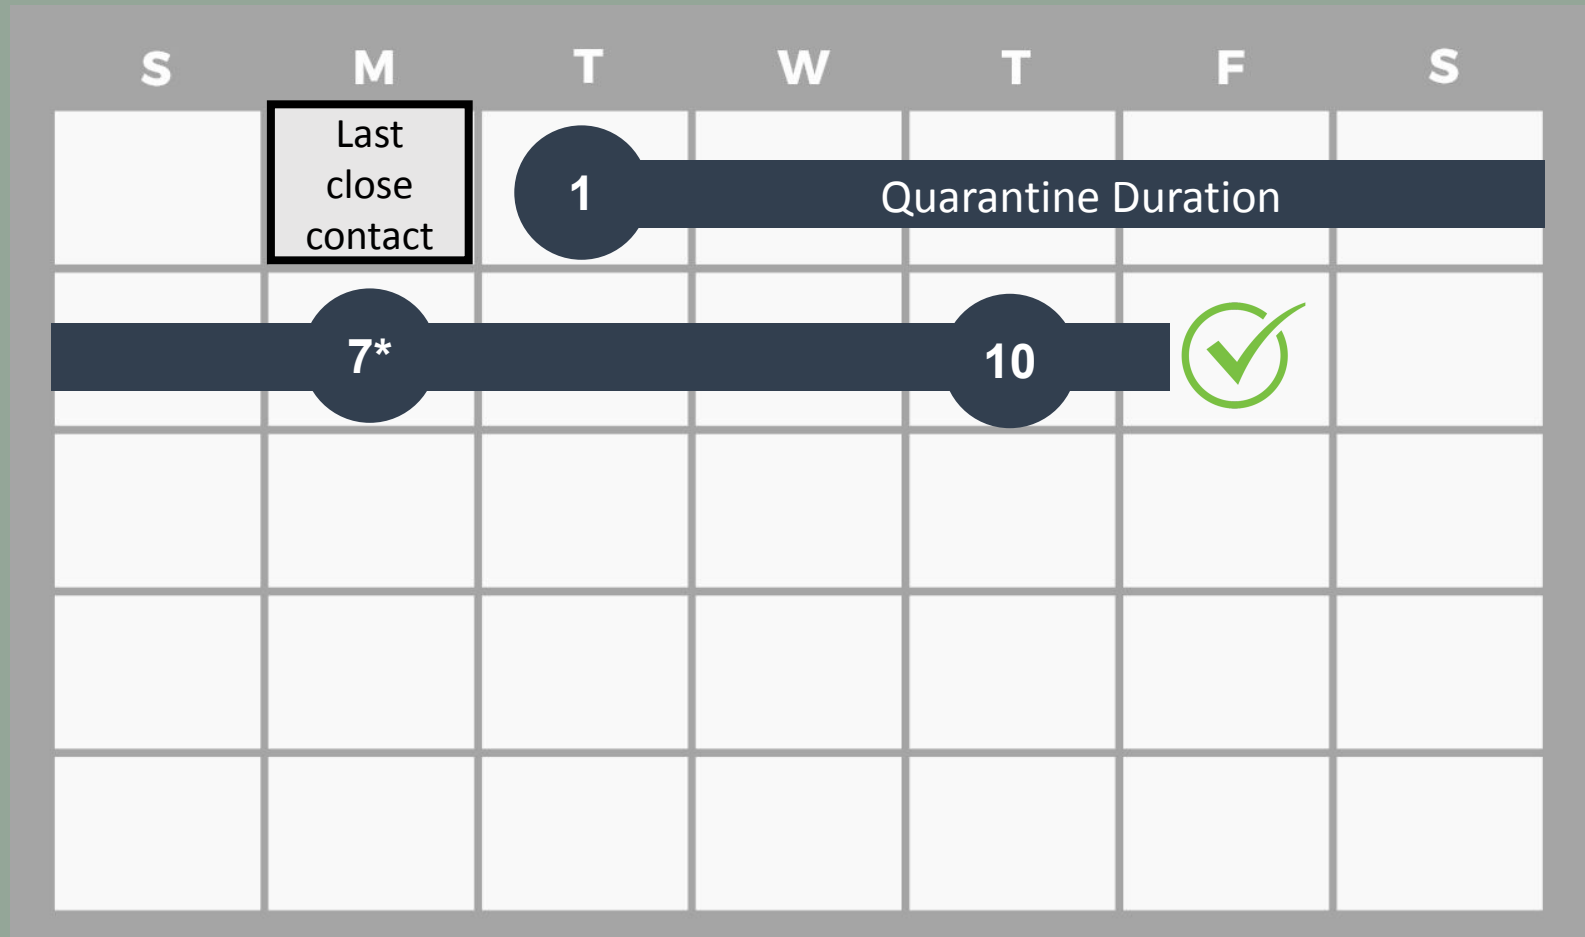 S M T W T F S
Last
close
contact
1
Quarantine Duration
7*
10